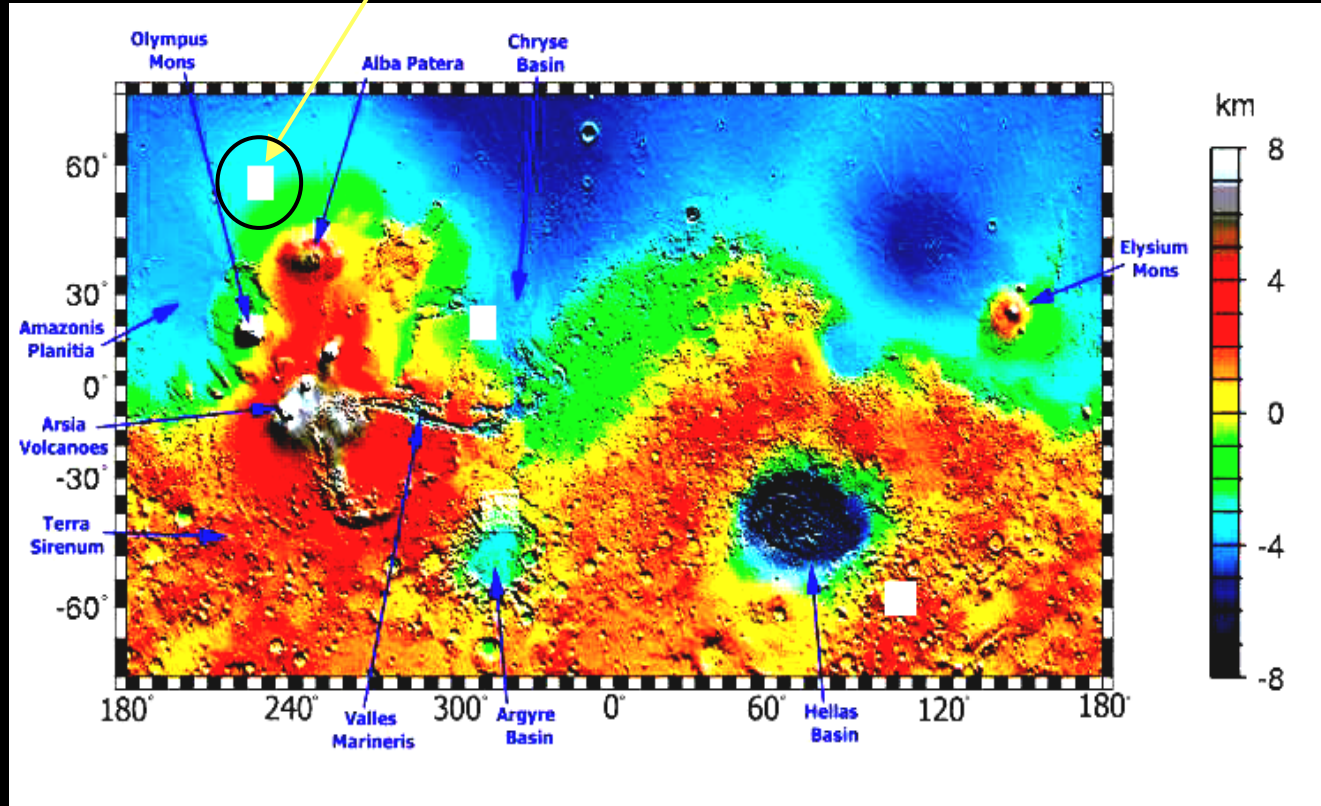 Olympus
Mons
Alba Patera
Chryse
Basin
km
8
60°
Elysium
Mons
4
30°
Amazonis
Planitia
0°
0
Arsia
Volcanoes
-30°
Terra
Sirenum
-4
-60°
-8
180°
240°
300°
0°
60°
120°
180°
Valles
Marineris
Argyre
Basin
Hellas
Basin